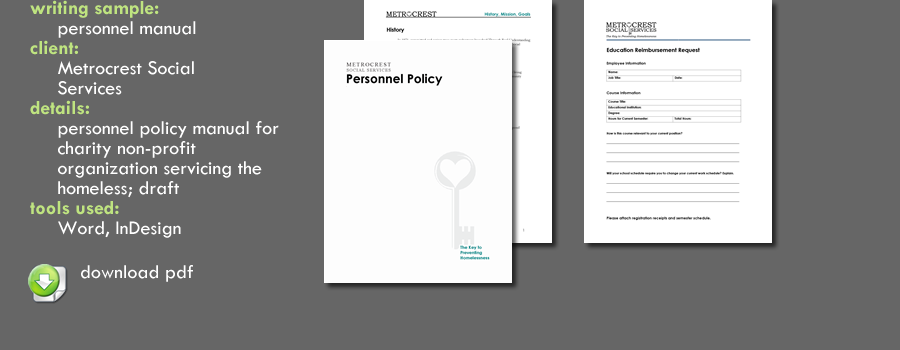 writing sample:
personnel manual
client:
Metrocrest Social
Services
details:
personnel policy manual for
charity non-profit
organization servicing the
homeless; draft
tools used:
Word, InDesign
download pdf
METROCREST
SOCIAL SERVICES
Personnel Policy
The Key to
Preventing
Homelessness
METROCREST
History, Mission, Goals
History
METROCREST
SOCIAL SERVICES
The Key to Preventing Homelessness
Education Reimbursement Request
Employee Information
Name
Job Title Date
Course Information
Course Title
Educational Institution
Degree
Hours for Current Semester Total Hours
How is this course relevant to your current position?
Will your school schedule require you to change your current work schedule? Explain.
Please attach registration receipts and semester schedule.